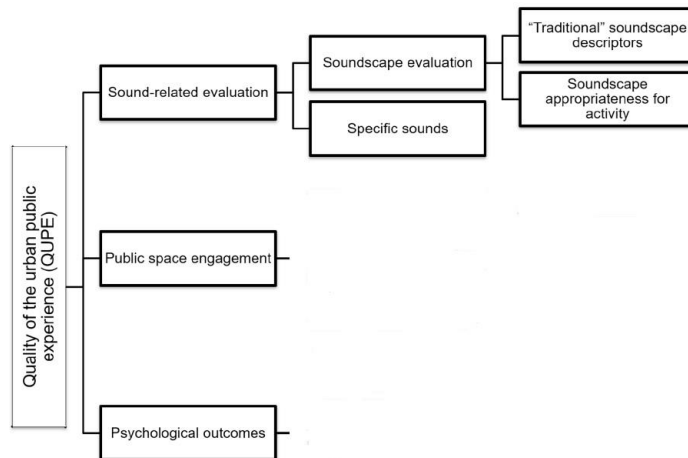 Quality of the urban public
experience (QUPE)
Sound-related evaluation
Soundscape evaluation
"Traditional" soundscape
descriptors
Soundscape
appropriateness for
activity
Specific sounds
Public space engagement
Psychological outcomes